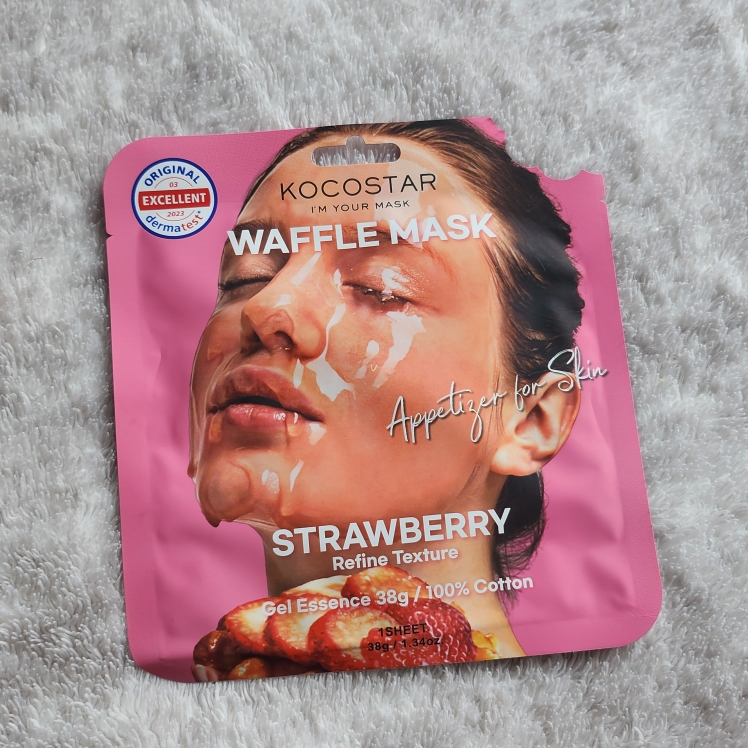 ORIGINAL
03
EXCELLENT
2023
dermatest®
KOCOSTAR
I'M YOUR MASK
WAFFLE MASK
Appetizer for Skin
STRAWBERRY
Refine Texture
Gel Essence 38g / 100% Cotton
1SHEET
38g / 1.34oz.